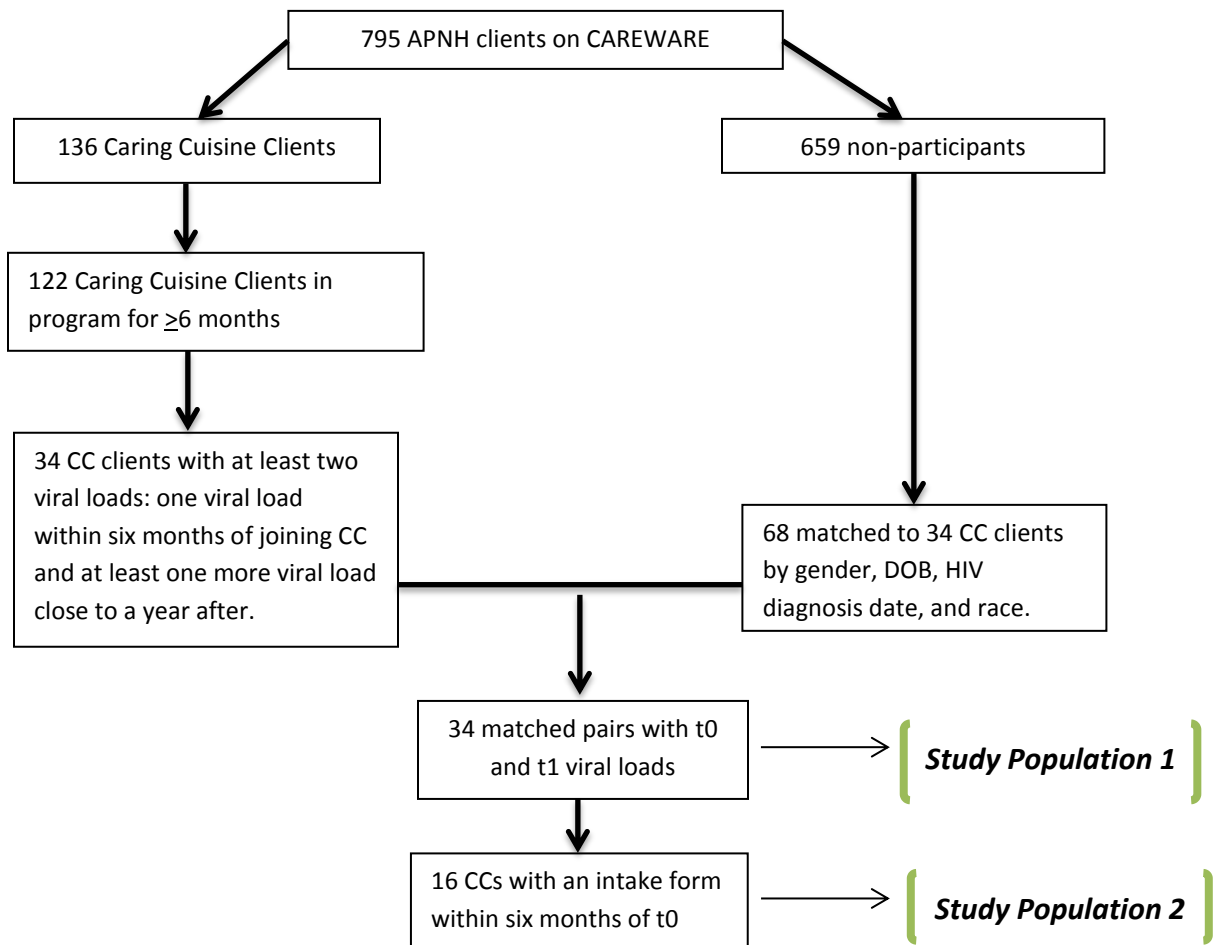 795 APNH clients on CAREWARE
136 Caring Cuisine Clients
659 non-participants
122 Caring Cuisine Clients in
program for ≥6 months
34 CC clients with at least two
viral loads: one viral load
within six months of joining CC
and at least one more viral load
close to a year after.
68 matched to 34 CC clients
by gender, DOB, HIV
diagnosis date, and race.
34 matched pairs with t0
and t1 viral loads
Study Population 1
16 CCs with an intake form
within six months of t0
Study Population 2